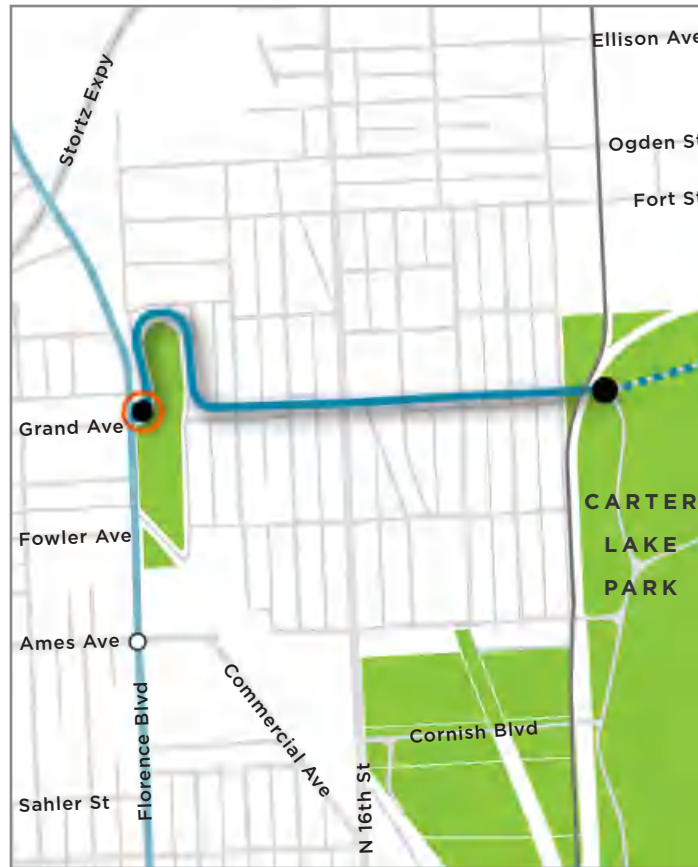 Ellison Ave
Stortz Expy
Ogden St
Fort St
Grand Ave
CARTER
LAKE
PARK
Fowler Ave
Ames Ave
Commercial Ave
Florence Blvd
Cornish Blvd
N 16th St
Sahler St